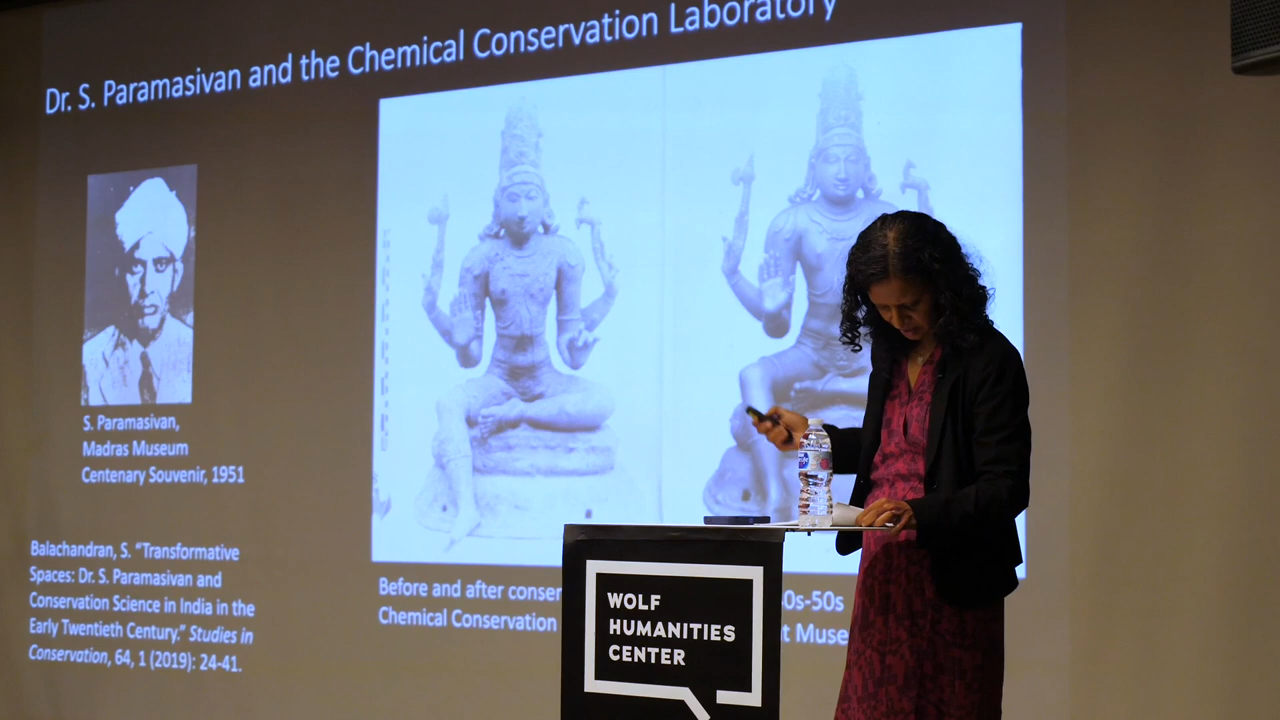 Dr. S. Paramasivan and the Chemical Conservation Laboratory
S. Paramasivan,
Madras Museum
Centenary Souvenir, 1951
Balachandran, S. “Transformative
Spaces: Dr. S. Paramasivan and
Conservation Science in India in the
Early Twentieth Century.” Studies in
Conservation, 64, 1 (2019): 24-41.
Before and after conser
0s-50s
Chemical Conservation
t Muse
WOLF
HUMANITIES
CENTER